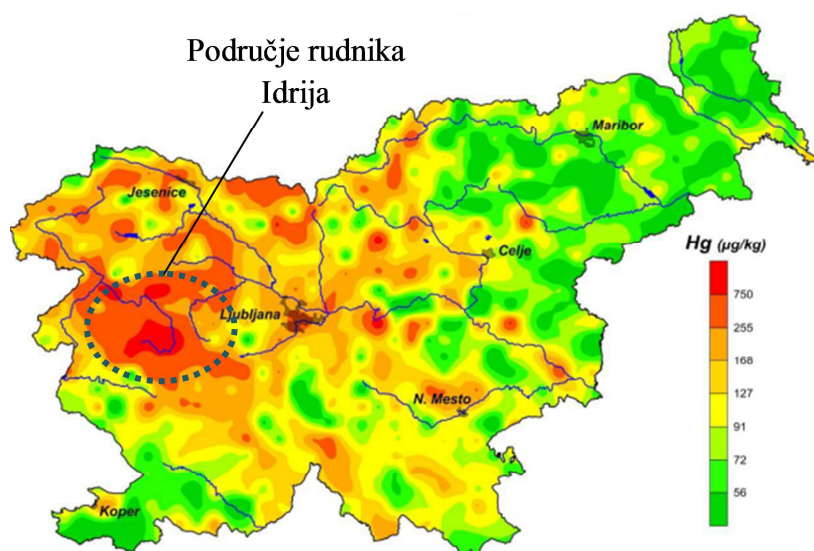 Područje rudnika
Idrija
Maribor
Jesenice
Celje
Hg (µg/kg)
750
255
168
127
91
72
56
Ljubljana
N. Mesto
Koper